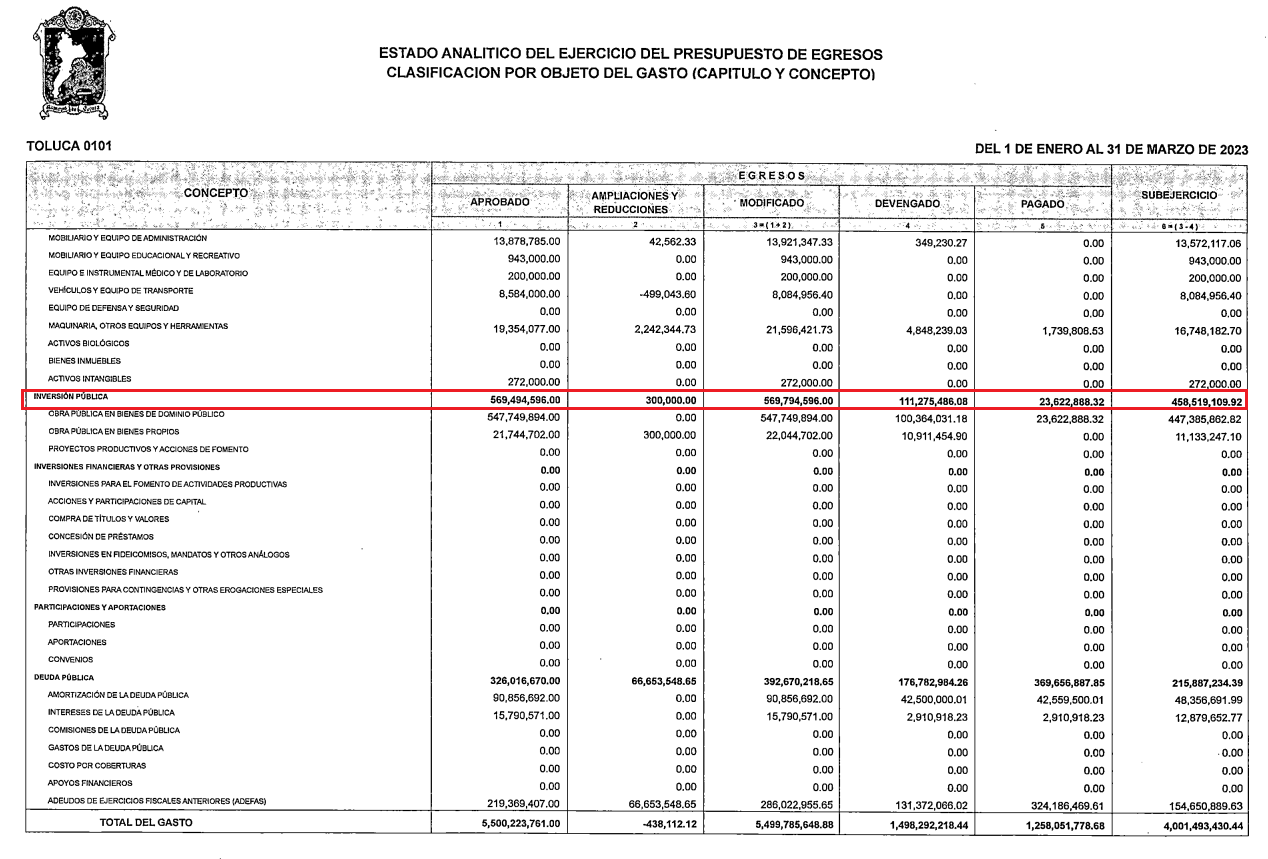 ESTADO ANALITICO DEL EJERCICIO DEL PRESUPUESTO DE EGRESOS
CLASIFICACION POR OBJETO DEL GASTO (CAPITULO Y CONCEPTO)
TOLUCA 0101
DEL 1 DE ENERO AL 31 DE MARZO DE 2023
CONCEPTO
E G R E S O S
APROBADO
AMPLIACIONES Y REDUCCIONES
MODIFICADO
DEVENGADO
PAGADO
SUBEJERCICIO
1 2 3 = ( 1 + 2 ) 4 5 6 = ( 3 - 4 )
MOBILIARIO Y EQUIPO DE ADMINISTRACIÓN 13,878,785.00 42,562.33 13,921,347.33 349,230.27 0.00 13,572,117.06
MOBILIARIO Y EQUIPO EDUCACIONAL Y RECREATIVO 943,000.00 0.00 943,000.00 0.00 0.00 943,000.00
EQUIPO E INSTRUMENTAL MÉDICO Y DE LABORATORIO 200,000.00 0.00 200,000.00 0.00 0.00 200,000.00
VEHÍCULOS Y EQUIPO DE TRANSPORTE 8,584,000.00 -499,043.60 8,084,956.40 0.00 0.00 8,084,956.40
EQUIPO DE DEFENSA Y SEGURIDAD 0.00 0.00 0.00 0.00 0.00 0.00
MAQUINARIA, OTROS EQUIPOS Y HERRAMIENTAS 19,354,077.00 2,242,344.73 21,596,421.73 4,848,239.03 1,739,808.53 16,748,182.70
ACTIVOS BIOLÓGICOS 0.00 0.00 0.00 0.00 0.00 0.00
BIENES INMUEBLES 0.00 0.00 0.00 0.00 0.00 0.00
ACTIVOS INTANGIBLES 272,000.00 0.00 272,000.00 0.00 0.00 272,000.00
INVERSIÓN PÚBLICA 569,494,596.00 300,000.00 569,794,596.00 111,275,486.08 23,622,888.32 458,519,109.92
OBRA PÚBLICA EN BIENES DE DOMINIO PÚBLICO 547,749,894.00 0.00 547,749,894.00 100,364,031.18 23,622,888.32 447,385,862.82
OBRA PÚBLICA EN BIENES PROPIOS 21,744,702.00 300,000.00 22,044,702.00 10,911,454.90 0.00 11,133,247.10
PROYECTOS PRODUCTIVOS Y ACCIONES DE FOMENTO 0.00 0.00 0.00 0.00 0.00 0.00
INVERSIONES FINANCIERAS Y OTRAS PROVISIONES 0.00 0.00 0.00 0.00 0.00 0.00
INVERSIONES PARA EL FOMENTO DE ACTIVIDADES PRODUCTIVAS 0.00 0.00 0.00 0.00 0.00 0.00
ACCIONES Y PARTICIPACIONES DE CAPITAL 0.00 0.00 0.00 0.00 0.00 0.00
COMPRA DE TÍTULOS Y VALORES 0.00 0.00 0.00 0.00 0.00 0.00
CONCESIÓN DE PRÉSTAMOS 0.00 0.00 0.00 0.00 0.00 0.00
INVERSIONES EN FIDEICOMISOS, MANDATOS Y OTROS ANÁLOGOS 0.00 0.00 0.00 0.00 0.00 0.00
OTRAS INVERSIONES FINANCIERAS 0.00 0.00 0.00 0.00 0.00 0.00
PROVISIONES PARA CONTINGENCIAS Y OTRAS EROGACIONES ESPECIALES 0.00 0.00 0.00 0.00 0.00 0.00
PARTICIPACIONES Y APORTACIONES 0.00 0.00 0.00 0.00 0.00 0.00
PARTICIPACIONES 0.00 0.00 0.00 0.00 0.00 0.00
APORTACIONES 0.00 0.00 0.00 0.00 0.00 0.00
CONVENIOS 0.00 0.00 0.00 0.00 0.00 0.00
DEUDA PÚBLICA 326,016,670.00 66,653,548.65 392,670,218.65 176,782,984.26 369,656,887.85 215,887,234.39
AMORTIZACIÓN DE LA DEUDA PÚBLICA 90,856,692.00 0.00 90,856,692.00 42,500,000.01 42,559,500.01 48,356,691.99
INTERESES DE LA DEUDA PÚBLICA 15,790,571.00 0.00 15,790,571.00 2,910,918.23 2,910,918.23 12,879,652.77
COMISIONES DE LA DEUDA PÚBLICA 0.00 0.00 0.00 0.00 0.00 0.00
GASTOS DE LA DEUDA PÚBLICA 0.00 0.00 0.00 0.00 0.00 0.00
COSTO POR COBERTURAS 0.00 0.00 0.00 0.00 0.00 0.00
APOYOS FINANCIEROS 0.00 0.00 0.00 0.00 0.00 0.00
ADEUDOS DE EJERCICIOS FISCALES ANTERIORES (ADEFAS) 219,369,407.00 66,653,548.65 286,022,955.65 131,372,066.02 324,186,469.61 154,650,889.63
TOTAL DEL GASTO 5,500,223,761.00 -438,112.12 5,499,785,648.88 1,498,292,218.44 1,258,051,778.68 4,001,493,430.44